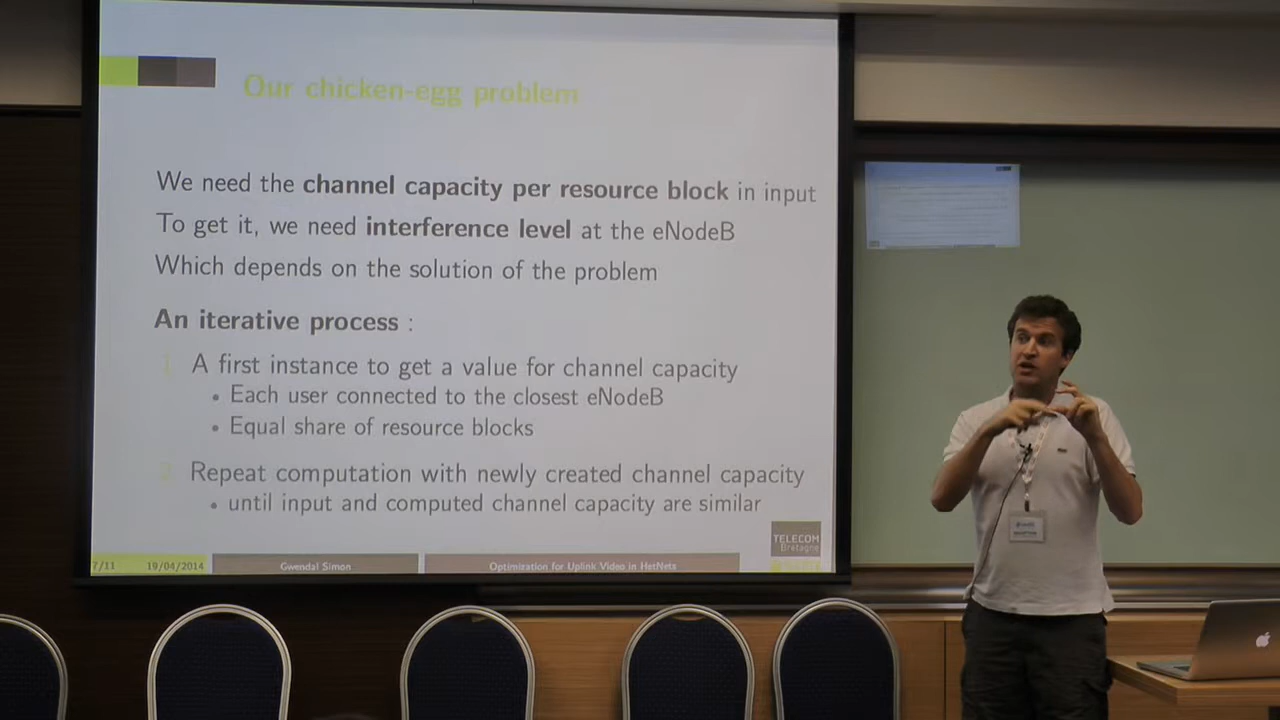 Our chicken-egg problem
We need the channel capacity per resource block in input
To get it, we need interference level at the eNodeB
Which depends on the solution of the problem
An iterative process :
1 A first instance to get a value for channel capacity
• Each user connected to the closest eNodeB
• Equal share of resource blocks
2 Repeat computation with newly created channel capacity
• until input and computed channel capacity are similar
TELECOM
Bretagne
7/11 19/04/2014 Gwendal Simon Optimization for Uplink Video in HetNets